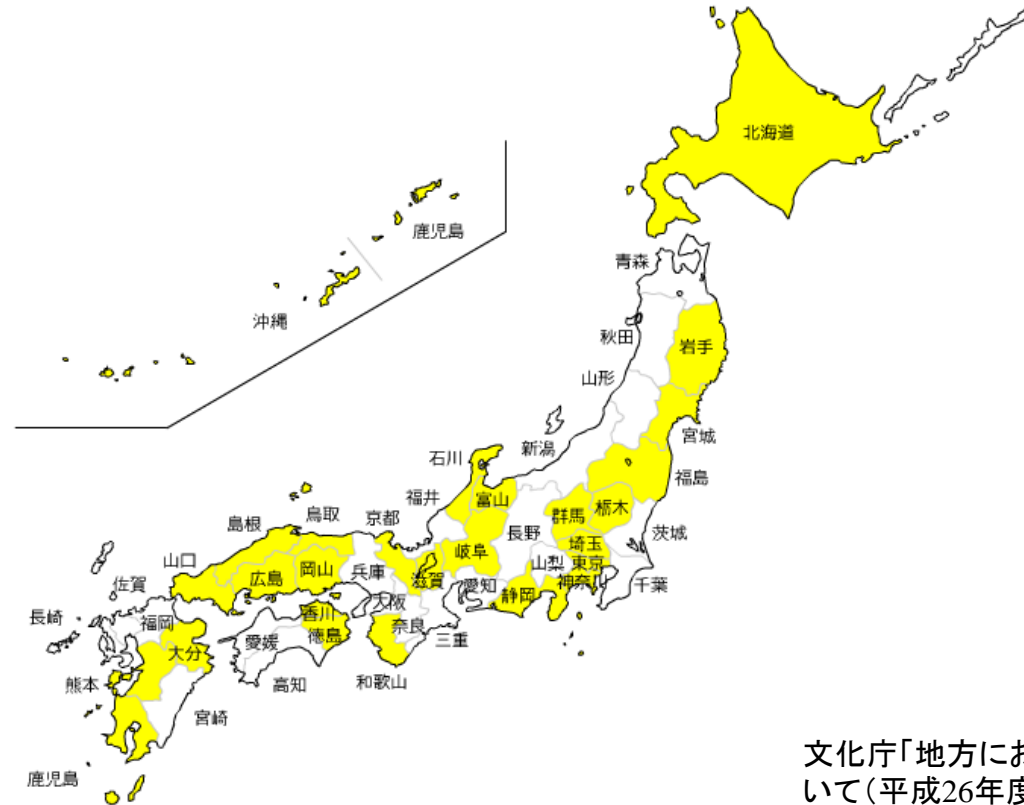 北海道
鹿児島
青森
沖縄
秋田
岩手
山形
宮城
新潟
石川
福島
福井
富山
群馬
栃木
島根
鳥取
京都
長野
茨城
埼玉
山口
岐阜
山梨
東京
広島
岡山
兵庫
滋賀
愛知
静岡
神奈川
千葉
佐賀
大阪
長崎
福岡
香川
奈良
愛媛
徳島
三重
大分
熊本
高知
和歌山
宮崎
鹿児島
文化庁「地方にお
いて(平成26年度